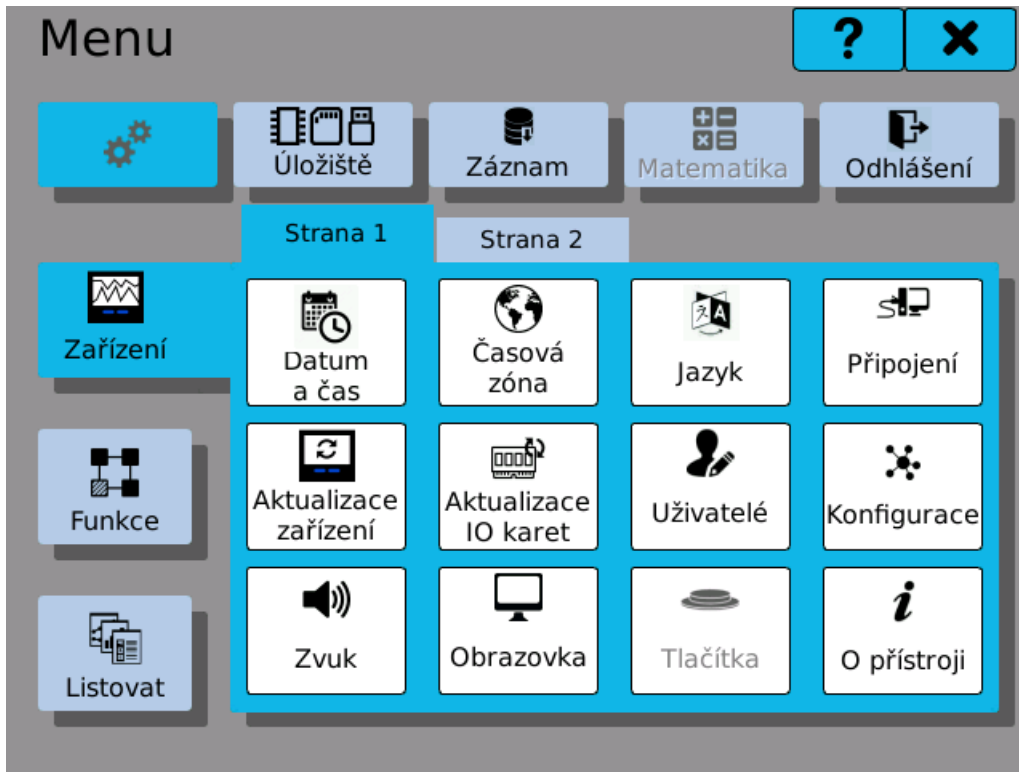 Menu
?
Úložiště
Záznam
Matematika
Odhlášení
Strana 1
Strana 2
Zařízení
Datum
a čas
Časová
zóna
Jazyk
Připojení
Funkce
Aktualizace
zařízení
Aktualizace
IO karet
Uživatelé
Konfigurace
Listovat
Zvuk
Obrazovka
Tlačítka
O přístroji